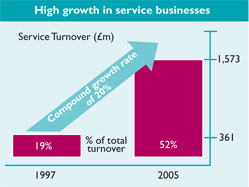 High growth in service businesses
Service Turnover (£m)
1,573
Compound growth rate
of 20%
361
19%
% of total
turnover
52%
1997
2005